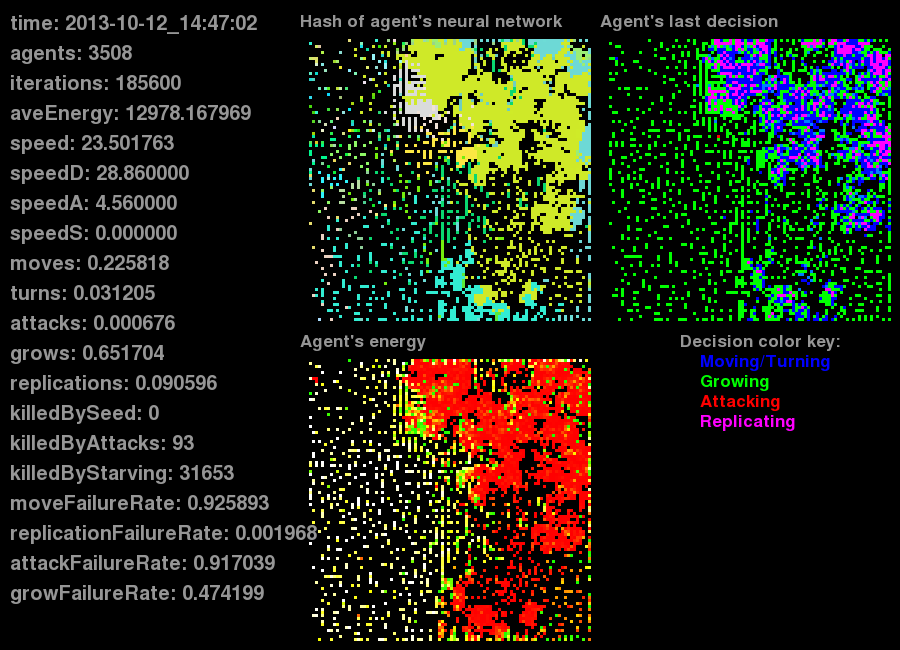 time: 2013-10-12_14:47:02
agents: 3508
iterations: 185600
aveEnergy: 12978.167969
speed: 23.501763
speedD: 28.860000
speedA: 4.560000
speedS: 0.000000
moves: 0.225818
turns: 0.031205
attacks: 0.000676
grows: 0.651704
replications: 0.090596
killedBySeed: 0
killedByAttacks: 93
killedByStarving: 31653
moveFailureRate: 0.925893
replicationFailureRate: 0.001968
attackFailureRate: 0.917039
growFailureRate: 0.474199
Hash of agent's neural network
Agent's last decision
Agent's energy
Decision color key:
Moving/Turning
Growing
Attacking
Replicating